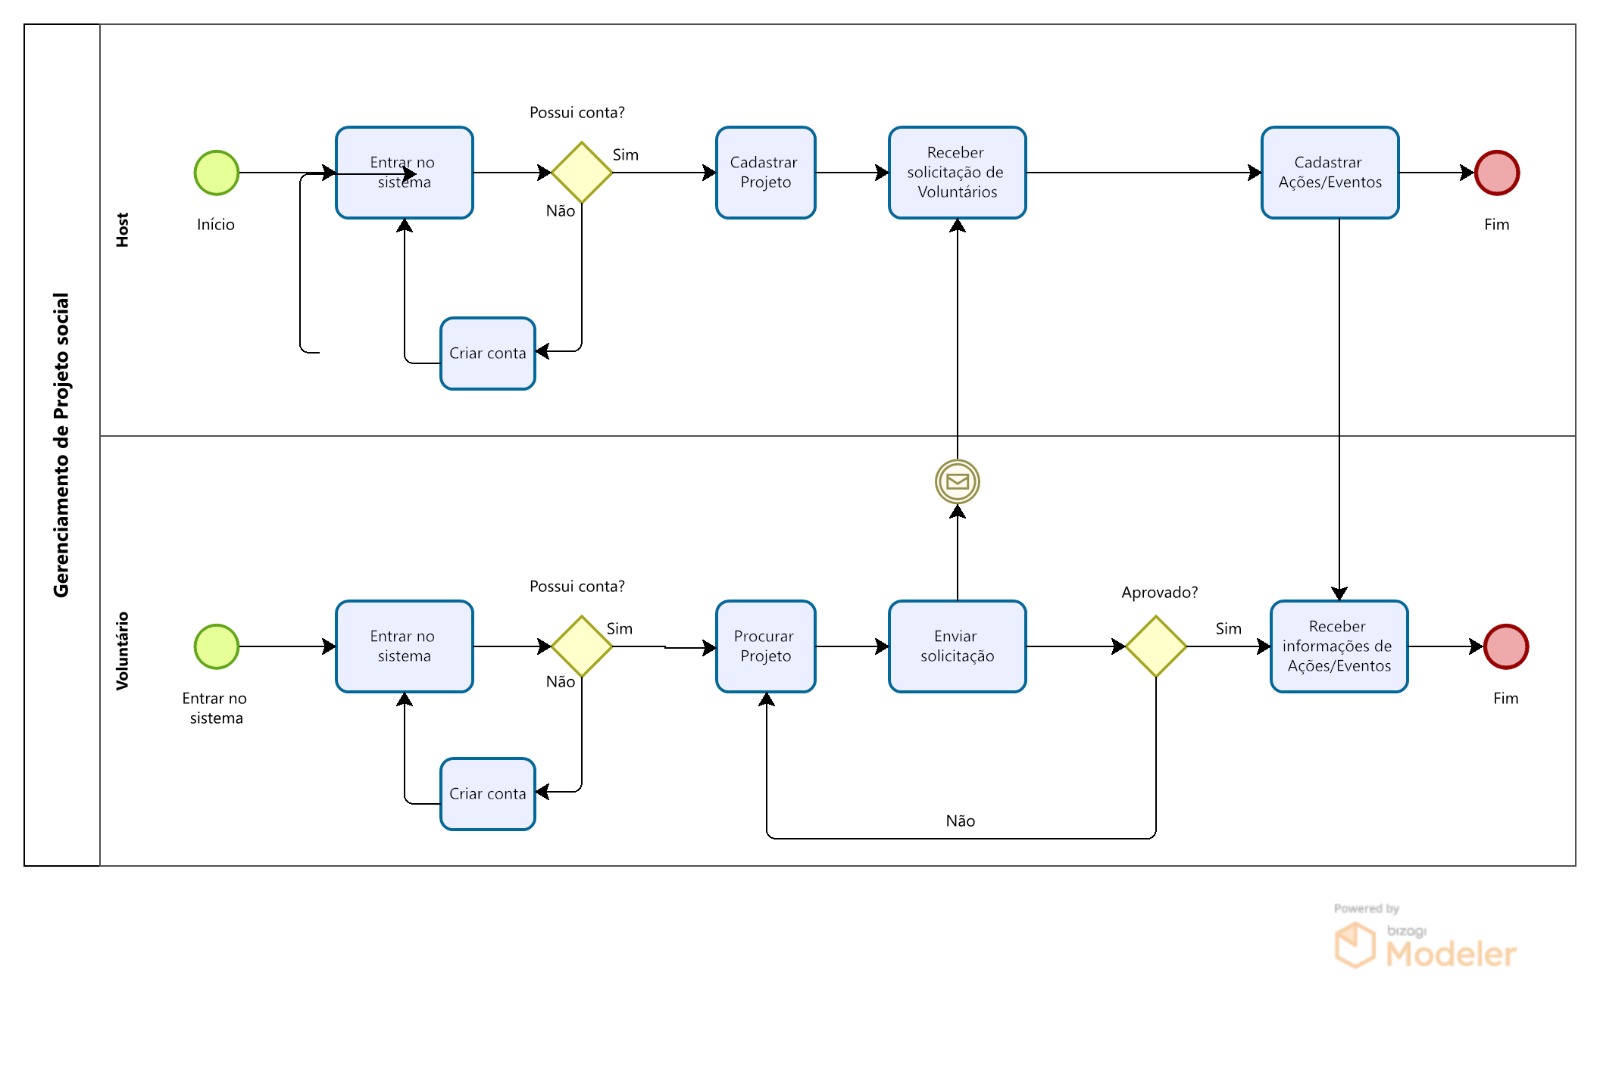 Gerenciamento de Projeto social
Host
Possui conta?
Entrar no
sistema
Sim
Cadastrar
Projeto
Receber
solicitação de
Voluntários
Cadastrar
Ações/Eventos
Não
Início
Fim
Criar conta
Voluntário
Possui conta?
Aprovado?
Entrar no
sistema
Sim
Procurar
Projeto
Enviar
solicitação
Sim
Receber
informações de
Ações/Eventos
Não
Entrar no
sistema
Fim
Criar conta
Não
Powered by
bizagi
Modeler